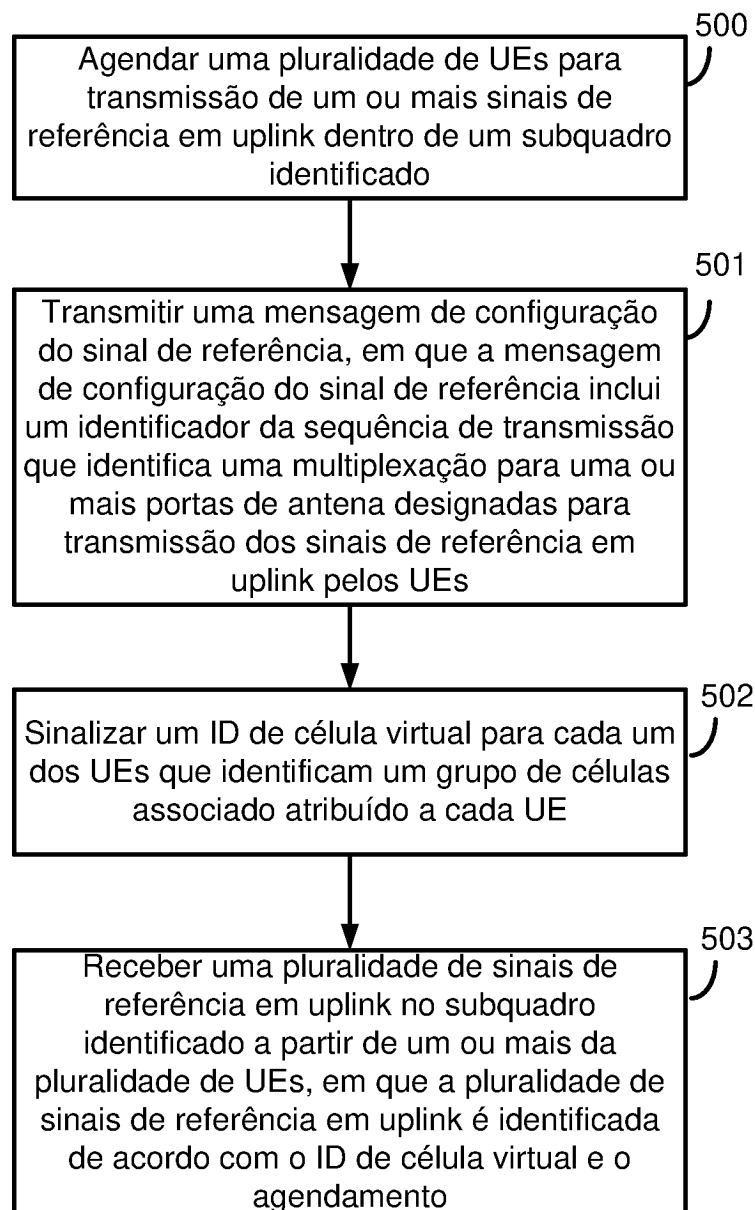 500
Agendar uma pluralidade de UEs para
transmissão de um ou mais sinais de
referência em uplink dentro de um subquadro
identificado
501
Transmitir uma mensagem de configuração
do sinal de referência, em que a mensagem
de configuração do sinal de referência inclui
um identificador da sequência de transmissão
que identifica uma multiplexação para uma ou
mais portas de antena designadas para
transmissão dos sinais de referência em
uplink pelos UEs
502
Sinalizar um ID de célula virtual para cada um
dos UEs que identificam um grupo de células
associado atribuído a cada UE
503
Receber uma pluralidade de sinais de
referência em uplink no subquadro
identificado a partir de um ou mais da
pluralidade de UEs, em que a pluralidade de
sinais de referência em uplink é identificada
de acordo com o ID de célula virtual e o
agendamento